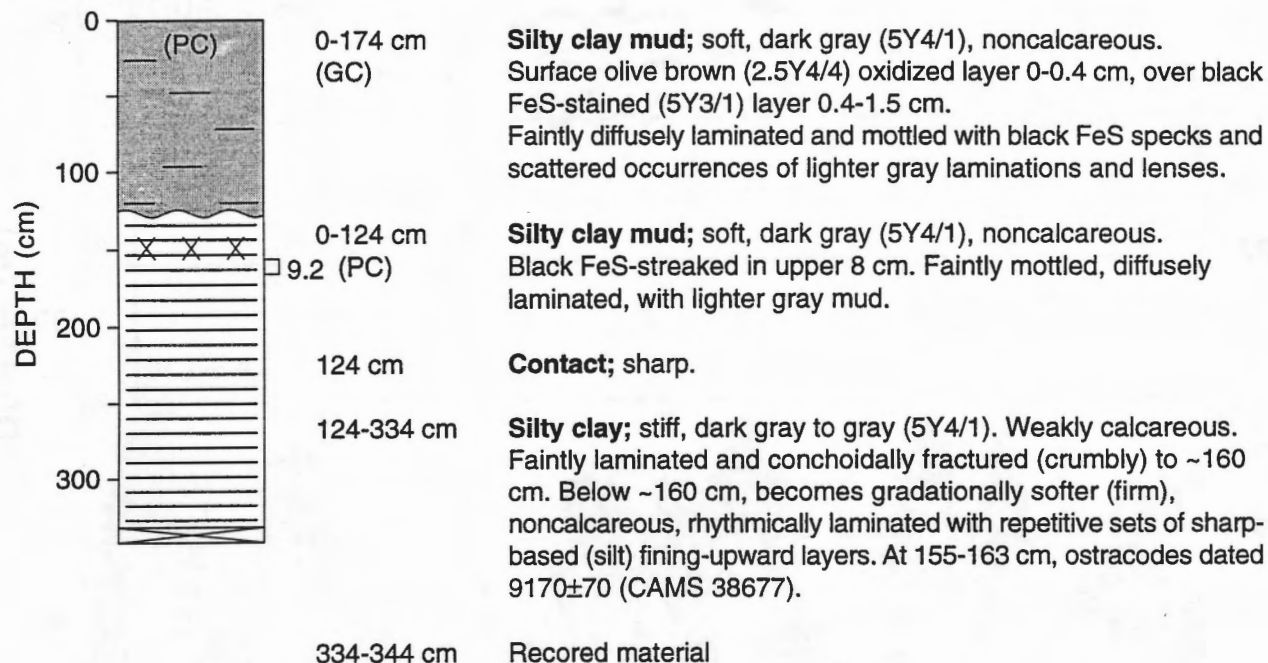 DEPTH (cm)
0
100
200
300
(PC)
9.2 (PC)
0-174 cm
(GC)
Silty clay mud; soft, dark gray (5Y4/1), noncalcareous.
Surface olive brown (2.5Y4/4) oxidized layer 0-0.4 cm, over black
FeS-stained (5Y3/1) layer 0.4-1.5 cm.
Faintly diffusely laminated and mottled with black FeS specks and
scattered occurrences of lighter gray laminations and lenses.
0-124 cm
Silty clay mud; soft, dark gray (5Y4/1), noncalcareous.
Black FeS-streaked in upper 8 cm. Faintly mottled, diffusely
laminated, with lighter gray mud.
124 cm
Contact; sharp.
124-334 cm
Silty clay; stiff, dark gray to gray (5Y4/1). Weakly calcareous.
Faintly laminated and conchoidally fractured (crumbly) to ~160
cm. Below ~160 cm, becomes gradationally softer (firm),
noncalcareous, rhythmically laminated with repetitive sets of sharp-
based (silt) fining-upward layers. At 155-163 cm, ostracodes dated
9170±70 (CAMS 38677).
334-344 cm
Recored material